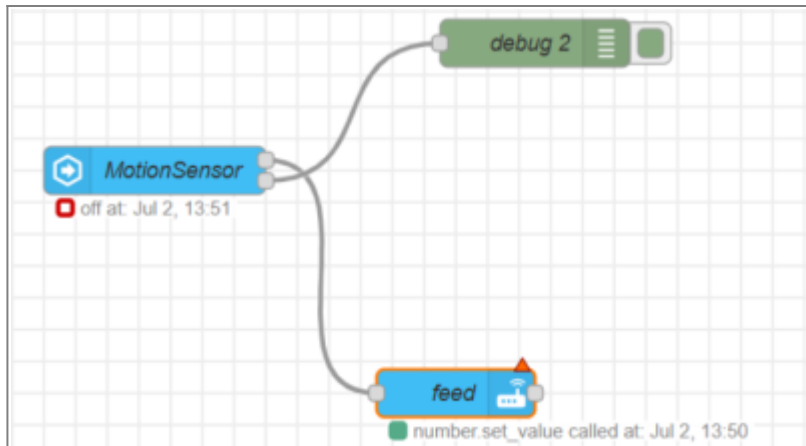 debug 2
MotionSensor
off at: Jul 2, 13:51
feed
number.set_value called at: Jul 2, 13:50